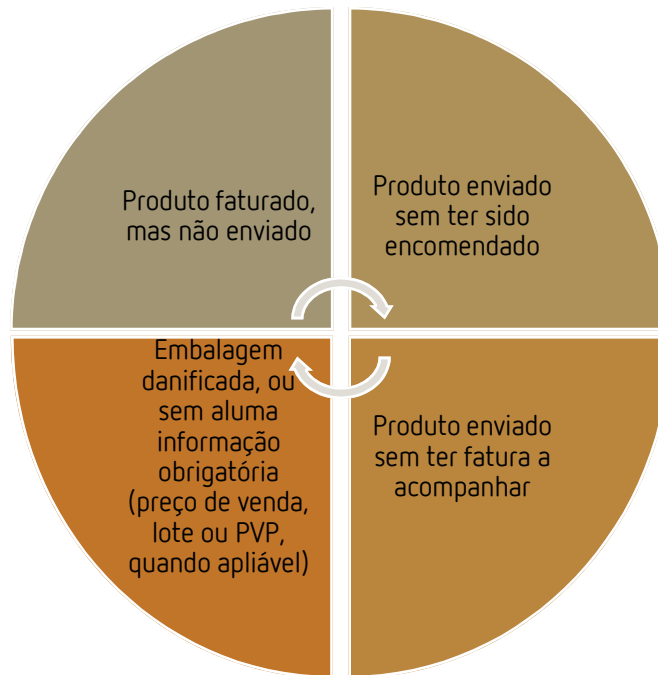 Produto faturado,
mas não enviado
Produto enviado
sem ter sido
encomendado
Embalagem
danificada, ou
sem aluma
informação
obrigatória
(preço de venda,
lote ou PVP,
quando apliável)
Produto enviado
sem ter fatura a
acompanhar